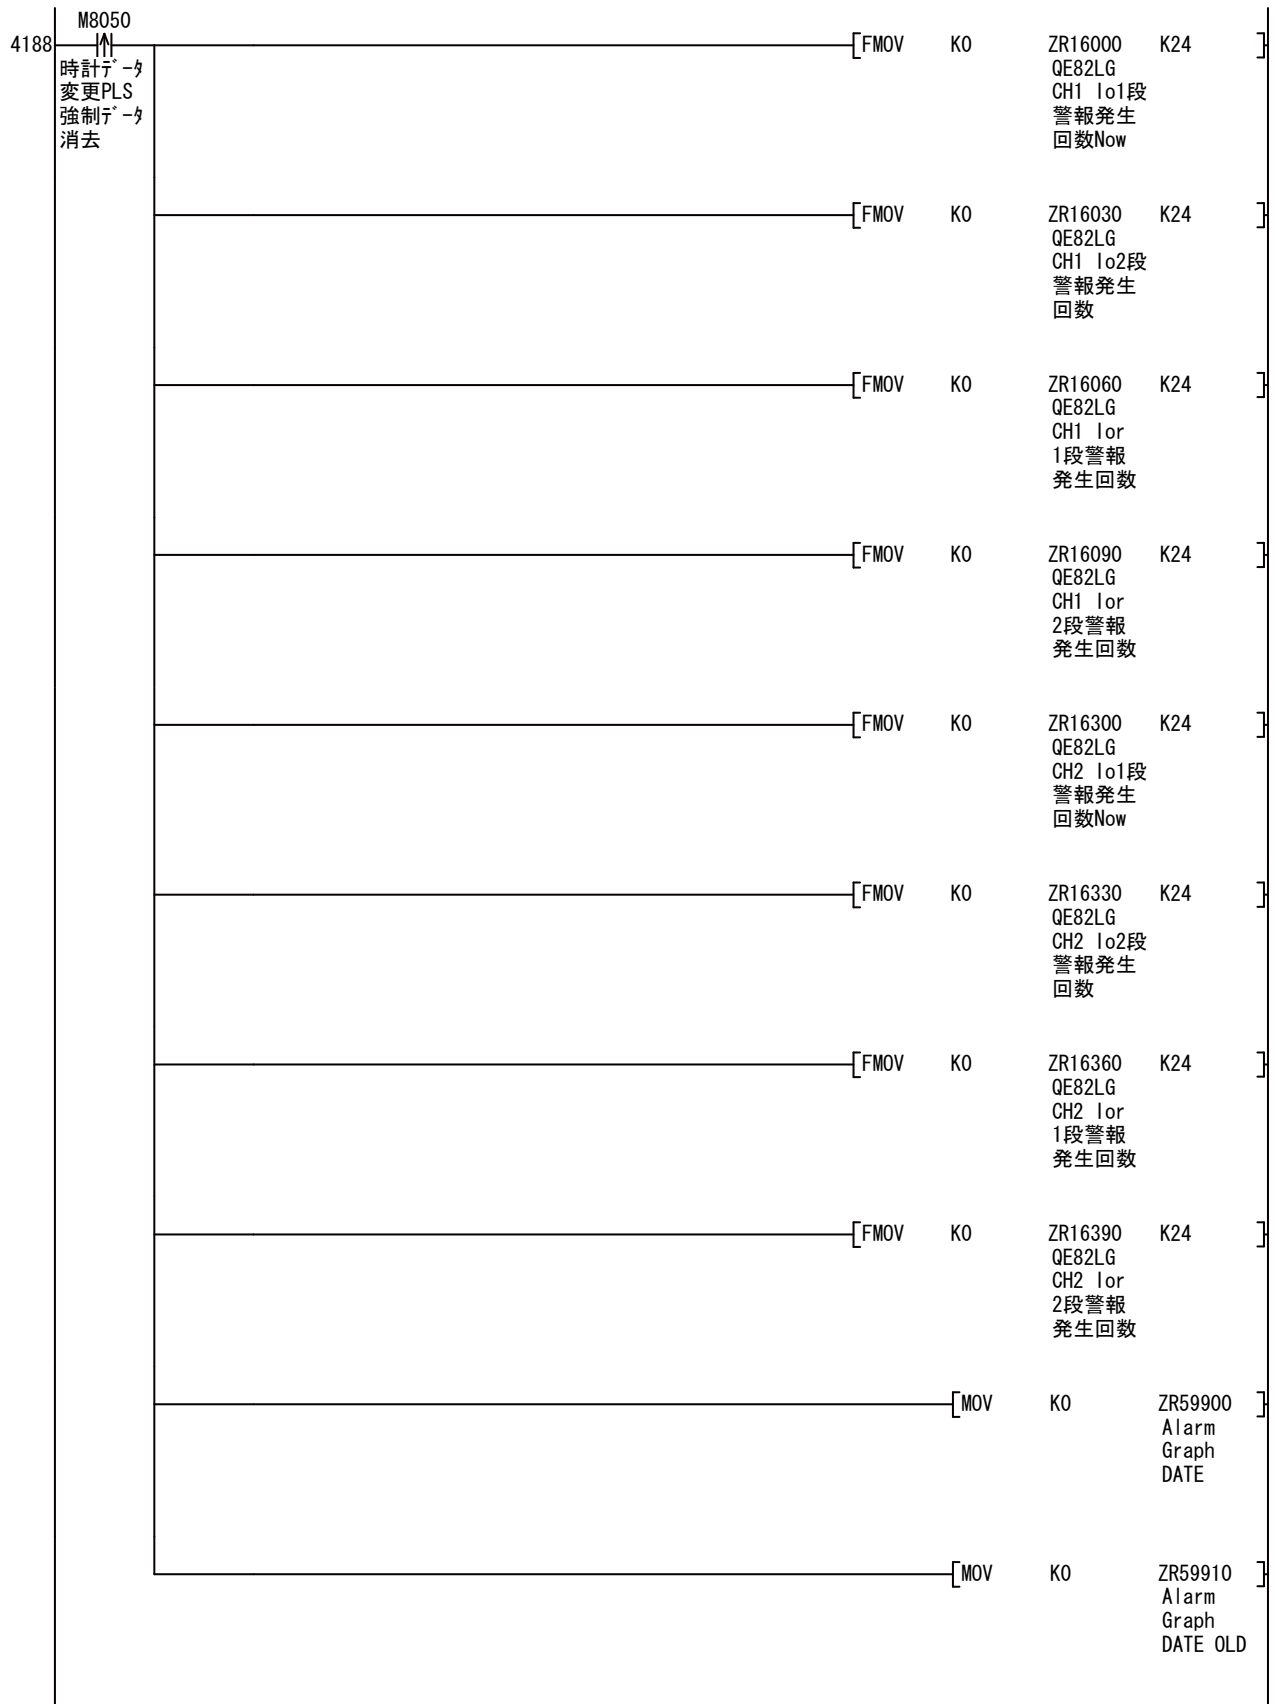 M8050
4188
時計ﾃﾞｰﾀ
変更PLS
強制ﾃﾞｰﾀ
消去
[FMOV K0 ZR16000 K24 ]
QE82LG
CH1 Io1段
警報発生
回数Now
[FMOV K0 ZR16030 K24 ]
QE82LG
CH1 Io2段
警報発生
回数
[FMOV K0 ZR16060 K24 ]
QE82LG
CH1 Ior
1段警報
発生回数
[FMOV K0 ZR16090 K24 ]
QE82LG
CH1 Ior
2段警報
発生回数
[FMOV K0 ZR16300 K24 ]
QE82LG
CH2 Io1段
警報発生
回数Now
[FMOV K0 ZR16330 K24 ]
QE82LG
CH2 Io2段
警報発生
回数
[FMOV K0 ZR16360 K24 ]
QE82LG
CH2 Ior
1段警報
発生回数
[FMOV K0 ZR16390 K24 ]
QE82LG
CH2 Ior
2段警報
発生回数
[MOV K0 ZR59900 ]
Alarm
Graph
DATE
[MOV K0 ZR59910 ]
Alarm
Graph
DATE OLD